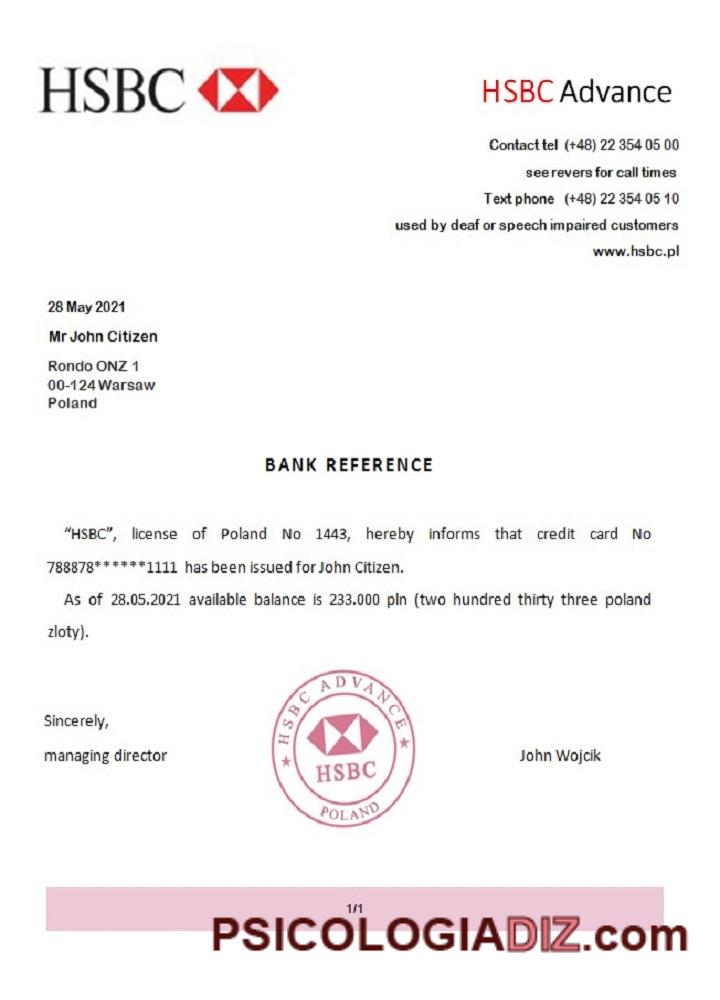 HSBC
HSBC Advance
Contact tel (+48) 22 354 05 00
see revers for call times
Text phone (+48) 22 354 05 10
used by deaf or speech impaired customers
www.hsbc.pl
28 May 2021
Mr John Citizen
Rondo ONZ 1
00-124 Warsaw
Poland
BANK REFERENCE
“HSBC”, license of Poland No 1443, hereby informs that credit card No
788878******1111 has been issued for John Citizen.
As of 28.05.2021 available balance is 233.000 pln (two hundred thirty three poland
zloty).
Sincerely,
managing director
HSBC ADVANCE
HSBC
POLAND
John Wojcik
1/1
PSICOLOGIADIZ.com